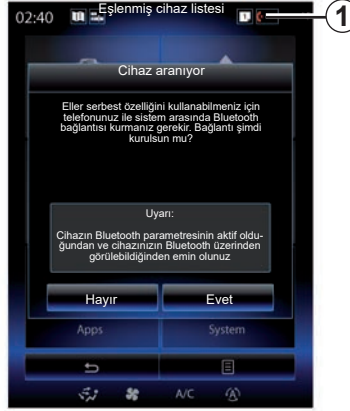 02:40
Eşlenmiş cihaz listesi
1
Cihaz aranıyor
Eller serbest özelliğini kullanabilmeniz için
telefonunuz ile sistem arasında Bluetooth
bağlantısı kurmanız gerekir. Bağlantı şimdi
kurulsun mu?
Uyarı:
Cihazın Bluetooth parametresinin aktif oldu-
ğundan ve cihazınızın Bluetooth üzerinden
görülebildiğinden emin olunuz
Hayır Evet
Apps System
A/C